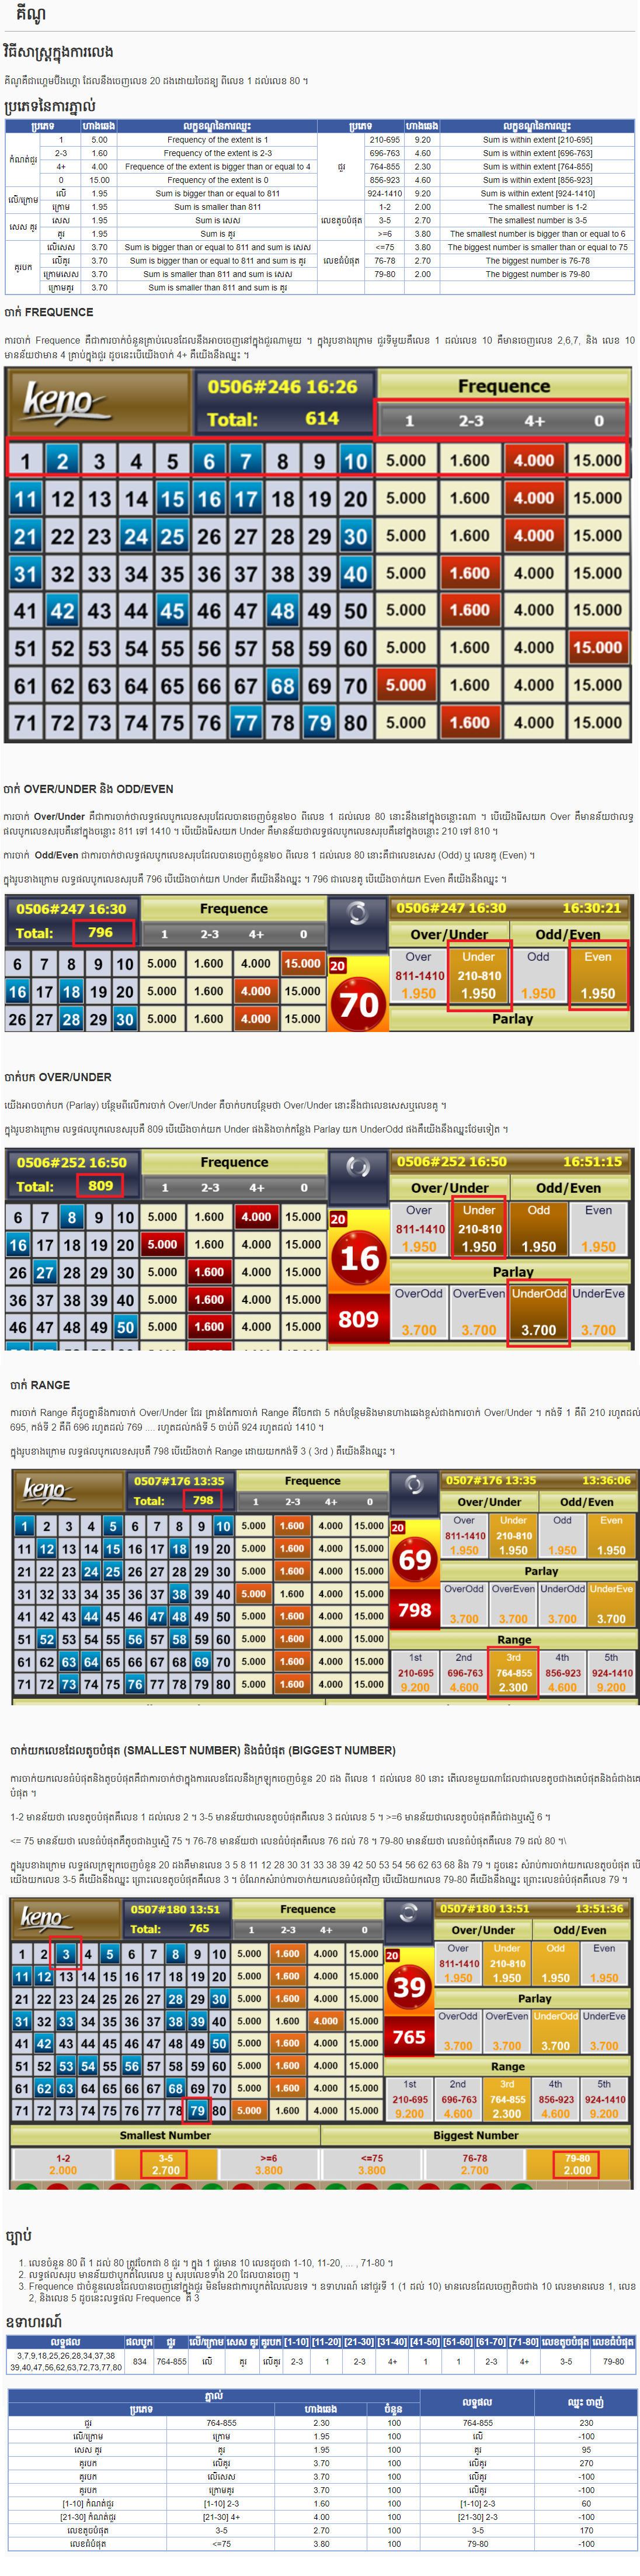 គីណូ
វិធីសាស្ត្រក្នុងការលេង
គីណូគឺជាហ្គេមប៊ីងហ្គោ ដែលនឹងចេញលេខ 20 ដងដោយចៃដន្យ ពីលេខ 1 ដល់លេខ 80 ។
ប្រភេទនៃការភ្នាល់
ប្រភេទ ហាងឆេង លក្ខខណ្ឌនៃការឈ្នះ ប្រភេទ ហាងឆេង លក្ខខណ្ឌនៃការឈ្នះ
កំណត់ជួរ 1 5.00 Frequency of the extent is 1 ជួរ 210-695 9.20 Sum is within extent [210-695]
2-3 1.60 Frequency of the extent is 2-3 696-763 4.60 Sum is within extent [696-763]
4+ 4.00 Frequence of the extent is bigger than or equal to 4 764-855 2.30 Sum is within extent [764-855]
0 15.00 Frequency of the extent is 0 856-923 4.60 Sum is within extent [856-923]
លើ/ក្រោម លើ 1.95 Sum is bigger than or equal to 811 924-1410 9.20 Sum is within extent [924-1410]
ក្រោម 1.95 Sum is smaller than 811 លេខតូចបំផុត 1-2 2.00 The smallest number is 1-2
សេស គូរ សេស 1.95 Sum is សេស 3-5 2.70 The smallest number is 3-5
គូរ 1.95 Sum is គូរ >=6 3.80 The smallest number is bigger than or equal to 6
គូរបក លើសេស 3.70 Sum is bigger than or equal to 811 and sum is សេស លេខធំបំផុត <=75 3.80 The biggest number is smaller than or equal to 75
លើគូរ 3.70 Sum is bigger than or equal to 811 and sum is គូរ 76-78 2.70 The biggest number is 76-78
ក្រោមសេស 3.70 Sum is smaller than 811 and sum is សេស 79-80 2.00 The biggest number is 79-80
ក្រោមគូរ 3.70 Sum is smaller than 811 and sum is គូរ
ចាក់ FREQUENCE
ការចាក់ Frequence គឺជាការចាក់ចំនួនគ្រាប់លេខដែលនឹងអាចចេញនៅក្នុងជួរណាមួយ ។ ក្នុងរូបខាងក្រោម ជួរទីមួយគឺលេខ 1 ដល់លេខ 10 គឺមានចេញលេខ 2,6,7, និង លេខ 10
មានន័យថាមាន 4 គ្រាប់ក្នុងជួរ ដូចនេះបើយើងចាក់ 4+ គឺយើងនឹងឈ្នះ ។
keno 0506#246 16:26 Frequence
Total: 614 1 2-3 4+ 0
1 2 3 4 5 6 7 8 9 10 5.000 1.600 4.000 15.000
11 12 13 14 15 16 17 18 19 20 5.000 1.600 4.000 15.000
21 22 23 24 25 26 27 28 29 30 5.000 1.600 4.000 15.000
31 32 33 34 35 36 37 38 39 40 5.000 1.600 4.000 15.000
41 42 43 44 45 46 47 48 49 50 5.000 1.600 4.000 15.000
51 52 53 54 55 56 57 58 59 60 5.000 1.600 4.000 15.000
61 62 63 64 65 66 67 68 69 70 5.000 1.600 4.000 15.000
71 72 73 74 75 76 77 78 79 80 5.000 1.600 4.000 15.000
ចាក់ OVER/UNDER និង ODD/EVEN
ការចាក់ Over/Under គឺជាការចាក់ថាលទ្ធផលបូកលេខសរុបដែលបានចេញចំនួន២០ ពីលេខ 1 ដល់លេខ 80 នោះនឹងនៅក្នុងចន្លោះណា ។ បើយើងរើសយក Over គឺមានន័យថាលទ្ធ
ផលបូកលេខសរុបគឺនៅក្នុងចន្លោះ 811 ទៅ 1410 ។ បើយើងរើសយក Under គឺមានន័យថាលទ្ធផលបូកលេខសរុបគឺនៅក្នុងចន្លោះ 210 ទៅ 810 ។
ការចាក់ Odd/Even ជាការចាក់ថាលទ្ធផលបូកលេខសរុបដែលបានចេញចំនួន២០ ពីលេខ 1 ដល់លេខ 80 នោះគឺជាលេខសេស (Odd) ឬ លេខគូ (Even) ។
ក្នុងរូបខាងក្រោម លទ្ធផលបូកលេខសរុបគឺ 796 បើយើងចាក់យក Under គឺយើងនឹងឈ្នះ ។ 796 ជាលេខគូ បើយើងចាក់យក Even គឺយើងនឹងឈ្នះ ។
0506#247 16:30 Frequence 0506#247 16:30 16:30:21
Total: 796 1 2-3 4+ 0 Over/Under Odd/Even
6 7 8 9 10 5.000 1.600 4.000 15.000 20 70 Over Under Odd Even
16 17 18 19 20 5.000 1.600 4.000 15.000 811-1410 210-810
1.950 1.950 1.950 1.950
26 27 28 29 30 5.000 1.600 4.000 15.000 Parlay
ចាក់បក OVER/UNDER
យើងអាចចាក់បក (Parlay) បន្ថែមពីលើការចាក់ Over/Under គឺចាក់បកបន្ថែមថា Over/Under នោះនឹងជាលេខសេសឬលេខគូ ។
ក្នុងរូបខាងក្រោម លទ្ធផលបូកលេខសរុបគឺ 809 បើយើងចាក់យក Under ផងនិងចាក់កន្លែង Parlay យក UnderOdd ផងគឺយើងនឹងឈ្នះថែមទៀត ។
0506#252 16:50 Frequence 0506#252 16:50 16:51:15
Total: 809 1 2-3 4+ 0 Over/Under Odd/Even
6 7 8 9 10 5.000 1.600 4.000 15.000 20 16 Over Under Odd Even
16 17 18 19 20 5.000 1.600 4.000 15.000 811-1410 210-810
1.950 1.950 1.950 1.950
26 27 28 29 30 5.000 1.600 4.000 15.000 Parlay
36 37 38 39 40 5.000 1.600 4.000 15.000 809 OverOdd OverEven UnderOdd UnderEve
46 47 48 49 50 5.000 1.600 4.000 15.000 3.700 3.700 3.700 3.700
ចាក់ RANGE
ការចាក់ Range គឺដូចគ្នានឹងការចាក់ Over/Under ដែរ គ្រាន់តែការចាក់ Range គឺចែកជា 5 កង់បន្ថែមនិងមានហាងឆេងខ្ពស់ជាងការចាក់ Over/Under ។ កង់ទី 1 គឺពី 210 រហូតដល់
695, កង់ទី 2 គឺពី 696 រហូតដល់ 769 .... រហូតដល់កង់ទី 5 ចាប់ពី 924 រហូតដល់ 1410 ។
ក្នុងរូបខាងក្រោម លទ្ធផលបូកលេខសរុបគឺ 798 បើយើងចាក់ Range ដោយយកកង់ទី 3 ( 3rd ) គឺយើងនឹងឈ្នះ ។
keno 0507#176 13:35 Frequence 0507#176 13:35 13:36:06
Total: 798 1 2-3 4+ 0 Over/Under Odd/Even
1 2 3 4 5 6 7 8 9 10 5.000 1.600 4.000 15.000 20 69 Over Under Odd Even
11 12 13 14 15 16 17 18 19 20 5.000 1.600 4.000 15.000 811-1410 210-810
1.950 1.950 1.950 1.950
21 22 23 24 25 26 27 28 29 30 5.000 1.600 4.000 15.000 Parlay
31 32 33 34 35 36 37 38 39 40 5.000 1.600 4.000 15.000 798 OverOdd OverEven UnderOdd UnderEve
41 42 43 44 45 46 47 48 49 50 5.000 1.600 4.000 15.000 3.700 3.700 3.700 3.700
51 52 53 54 55 56 57 58 59 60 5.000 1.600 4.000 15.000 Range
61 62 63 64 65 66 67 68 69 70 5.000 1.600 4.000 15.000 1st 2nd 3rd 4th 5th
210-695 696-763 764-855 856-923 924-1410
71 72 73 74 75 76 77 78 79 80 5.000 1.600 4.000 15.000 9.200 4.600 2.300 4.600 9.200
ចាក់យកលេខដែលតូចបំផុត (SMALLEST NUMBER) និងធំបំផុត (BIGGEST NUMBER)
ការចាក់យកលេខធំបំផុតនិងតូចបំផុតគឺជាការចាក់ថាក្នុងការលេខដែលនឹងក្រឡុកចេញចំនួន 20 ដង ពីលេខ 1 ដល់លេខ 80 នោះ តើលេខមួយណាដែលជាលេខតូចជាងគេបំផុតនិងធំជាងគេ
បំផុត ។
1-2 មានន័យថា លេខតូចបំផុតគឺលេខ 1 ដល់លេខ 2 ។ 3-5 មានន័យថាលេខតូចបំផុតគឺលេខ 3 ដល់លេខ 5 ។ >=6 មានន័យថាលេខតូចបំផុតគឺធំជាងឬស្មើ 6 ។
<= 75 មានន័យថា លេខធំបំផុតគឺតូចជាងឬស្មើ 75 ។ 76-78 មានន័យថា លេខធំបំផុតគឺលេខ 76 ដល់ 78 ។ 79-80 មានន័យថា លេខធំបំផុតគឺលេខ 79 ដល់ 80 ។\
ក្នុងរូបខាងក្រោម លទ្ធផលក្រឡុកចេញចំនួន 20 ដងគឺមានលេខ 3 5 8 11 12 28 30 31 33 38 39 42 50 53 54 56 62 63 68 និង 79 ។ ដូចនេះ សំរាប់ការចាក់យកលេខតូចបំផុត បើ
យើងយកលេខ 3-5 គឺយើងនឹងឈ្នះ ព្រោះលេខតូចបំផុតគឺលេខ 3 ។ ចំណែកសំរាប់ការចាក់យកលេខធំបំផុតវិញ បើយើងយកលេខ 79-80 គឺយើងនឹងឈ្នះ ព្រោះលេខធំបំផុតគឺលេខ 79 ។
keno 0507#180 13:51 Frequence 0507#180 13:51 13:51:36
Total: 765 1 2-3 4+ 0 Over/Under Odd/Even
1 2 3 4 5 6 7 8 9 10 5.000 1.600 4.000 15.000 20 39 Over Under Odd Even
11 12 13 14 15 16 17 18 19 20 5.000 1.600 4.000 15.000 811-1410 210-810
1.950 1.950 1.950 1.950
21 22 23 24 25 26 27 28 29 30 5.000 1.600 4.000 15.000 Parlay
31 32 33 34 35 36 37 38 39 40 5.000 1.600 4.000 15.000 765 OverOdd OverEven UnderOdd UnderEve
41 42 43 44 45 46 47 48 49 50 5.000 1.600 4.000 15.000 3.700 3.700 3.700 3.700
51 52 53 54 55 56 57 58 59 60 5.000 1.600 4.000 15.000 Range
61 62 63 64 65 66 67 68 69 70 5.000 1.600 4.000 15.000 1st 2nd 3rd 4th 5th
210-695 696-763 764-855 856-923 924-1410
71 72 73 74 75 76 77 78 79 80 5.000 1.600 4.000 15.000 9.200 4.600 2.300 4.600 9.200
Smallest Number Biggest Number
1-2 3-5 >=6 <=75 76-78 79-80
2.000 2.700 3.800 3.800 2.700 2.000
ច្បាប់
1. លេខចំនួន 80 ពី 1 ដល់ 80 ត្រូវចែកជា 8 ជួរ ។ ក្នុង 1 ជួរមាន 10 លេខដូចជា 1-10, 11-20, ... , 71-80 ។
2. លទ្ធផលសរុប មានន័យថាបូកតំលៃលេខ ឬ សរុបលេខទាំង 20 ដែលបានចេញ ។
3. Frequence ជាចំនួនលេខដែលបានចេញនៅក្នុងជួរ មិនមែនជាការបូកតំលៃលេខទេ ។ ឧទាហរណ៍ នៅជួរទី 1 (1 ដល់ 10) មានលេខដែលចេញតិចជាង 10 លេខមានលេខ 1, លេខ
2, និងលេខ 5 ដូចនេះលទ្ធផល Frequence គឺ 3
ឧទាហរណ៍
លទ្ធផល ផលបូក ជួរ លើ/ក្រោម សេស គូរ គូរបក [1-10] [11-20] [21-30] [31-40] [41-50] [51-60] [61-70] [71-80] លេខតូចបំផុត លេខធំបំផុត
3,7,9,18,25,26,28,34,37,38
39,40,47,56,62,63,72,73,77,80 834 764-855 លើ គូរ លើគូរ 2-3 1 2-3 4+ 1 1 2-3 4+ 3-5 79-80
ភ្នាល់ លទ្ធផល ឈ្នះ ចាញ់
ប្រភេទ ហាងឆេង ចំនួន
ជួរ 764-855 2.30 100 764-855 230
លើ/ក្រោម ក្រោម 1.95 100 លើ -100
សេស គូរ គូរ 1.95 100 គូរ 95
គូរបក លើគូរ 3.70 100 លើគូរ 270
គូរបក លើសេស 3.70 100 លើគូរ -100
គូរបក ក្រោមគូរ 3.70 100 លើគូរ -100
[1-10] កំណត់ជួរ [1-10] 2-3 1.60 100 [1-10] 2-3 60
[21-30] កំណត់ជួរ [21-30] 4+ 4.00 100 [21-30] 2-3 -100
លេខតូចបំផុត 3-5 2.70 100 3-5 170
លេខធំបំផុត <=75 3.80 100 79-80 -100